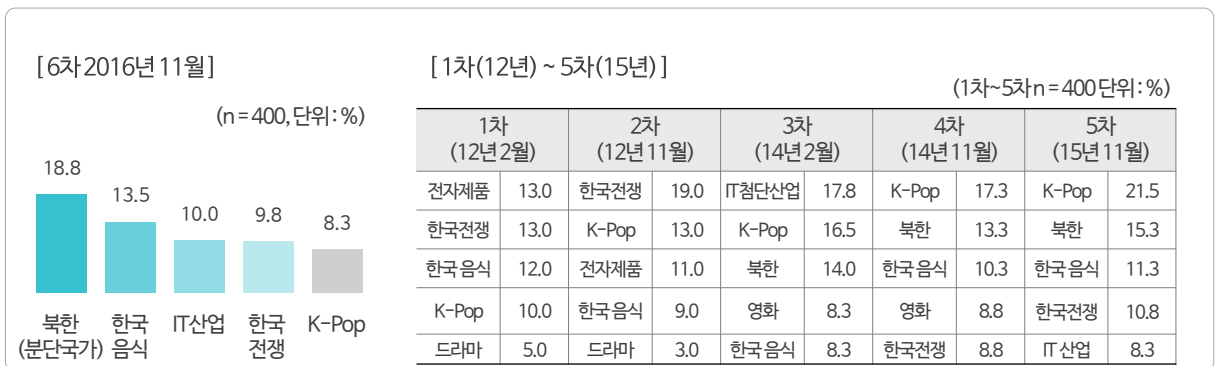 [ 6차 2016년 11월 ]
(n = 400, 단위 : %)
18.8
13.5
10.0
9.8
8.3
북한
(분단국가)
한국
음식
IT산업
한국
전쟁
K-Pop
[ 1차 (12년) ~ 5차 (15년) ]
(1차~5차 n = 400 단위 : %)
1차 2차 3차 4차 5차
(12년 2월) (12년 11월) (14년 2월) (14년 11월) (15년 11월)
전자제품 13.0 한국전쟁 19.0 IT첨단산업 17.8 K-Pop 17.3 K-Pop 21.5
한국전쟁 13.0 K-Pop 13.0 K-Pop 16.5 북한 13.3 북한 15.3
한국 음식 12.0 전자제품 11.0 북한 14.0 한국 음식 10.3 한국 음식 11.3
K-Pop 10.0 한국 음식 9.0 영화 8.3 영화 8.8 한국전쟁 10.8
드라마 5.0 드라마 3.0 한국 음식 8.3 한국전쟁 8.8 IT 산업 8.3